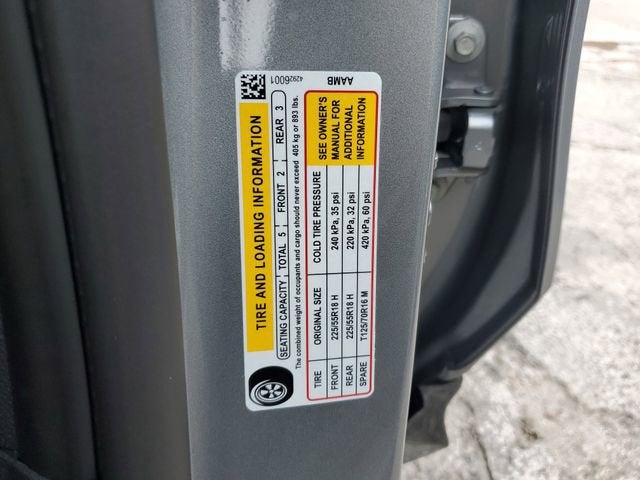 42926001
AAMB
TIRE AND LOADING INFORMATION
SEATING CAPACITY TOTAL 5 FRONT 2 REAR 3
The combined weight of occupants and cargo should never exceed 405 kg or 893 lbs.
TIRE ORIGINAL SIZE COLD TIRE PRESSURE
FRONT 225/55R18 H 240 kPa, 35 psi
REAR 225/55R18 H 220 kPa, 32 psi
SPARE T125/70R16 M 420 kPa, 60 psi
SEE OWNER'S
MANUAL FOR
ADDITIONAL
INFORMATION